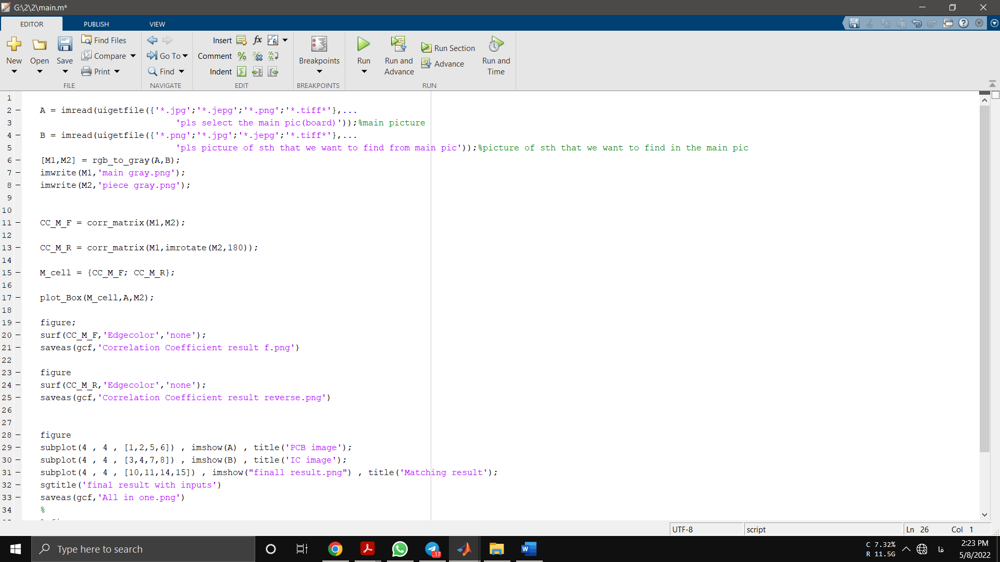 G:\2\2\main.m*
EDITOR PUBLISH VIEW
New Open Save Find Files Compare Print
FILE
Go To Find
NAVIGATE
Insert fx
Comment
Indent
EDIT
Breakpoints
BREAKPOINTS
Run Run and Advance Run Section Advance Run and Time
RUN
1
2 A = imread(uigetfile({'*.jpg';'*.jepg';'*.png';'*.tiff*'},...
3 'pls select the main pic(board)'));%main picture
4 B = imread(uigetfile({'*.png';'*.jpg';'*.jepg';'*.tiff*'},...
5 'pls picture of sth that we want to find from main pic'));%picture of sth that we want to find in the main pic
6 [M1,M2] = rgb_to_gray(A,B);
7 imwrite(M1,'main gray.png');
8 imwrite(M2,'piece gray.png');
9
10
11 CC_M_F = corr_matrix(M1,M2);
12
13 CC_M_R = corr_matrix(M1,imrotate(M2,180));
14
15 M_cell = {CC_M_F; CC_M_R};
16
17 plot_Box(M_cell,A,M2);
18
19 figure;
20 surf(CC_M_F,'Edgecolor','none');
21 saveas(gcf,'Correlation Coefficient result f.png')
22
23 figure
24 surf(CC_M_R,'Edgecolor','none');
25 saveas(gcf,'Correlation Coefficient result reverse.png')
26
27
28 figure
29 subplot(4 , 4 , [1,2,5,6]) , imshow(A) , title('PCB image');
30 subplot(4 , 4 , [3,4,7,8]) , imshow(B) , title('IC image');
31 subplot(4 , 4 , [10,11,14,15]) , imshow("finall result.png") , title('Matching result');
32 sgtitle('final result with inputs')
33 saveas(gcf,'All in one.png')
34 %
UTF-8 script Ln 26 Col 1
Type here to search
..17
C 7.32%
R 11.5G
فا
2:23 PM
5/8/2022